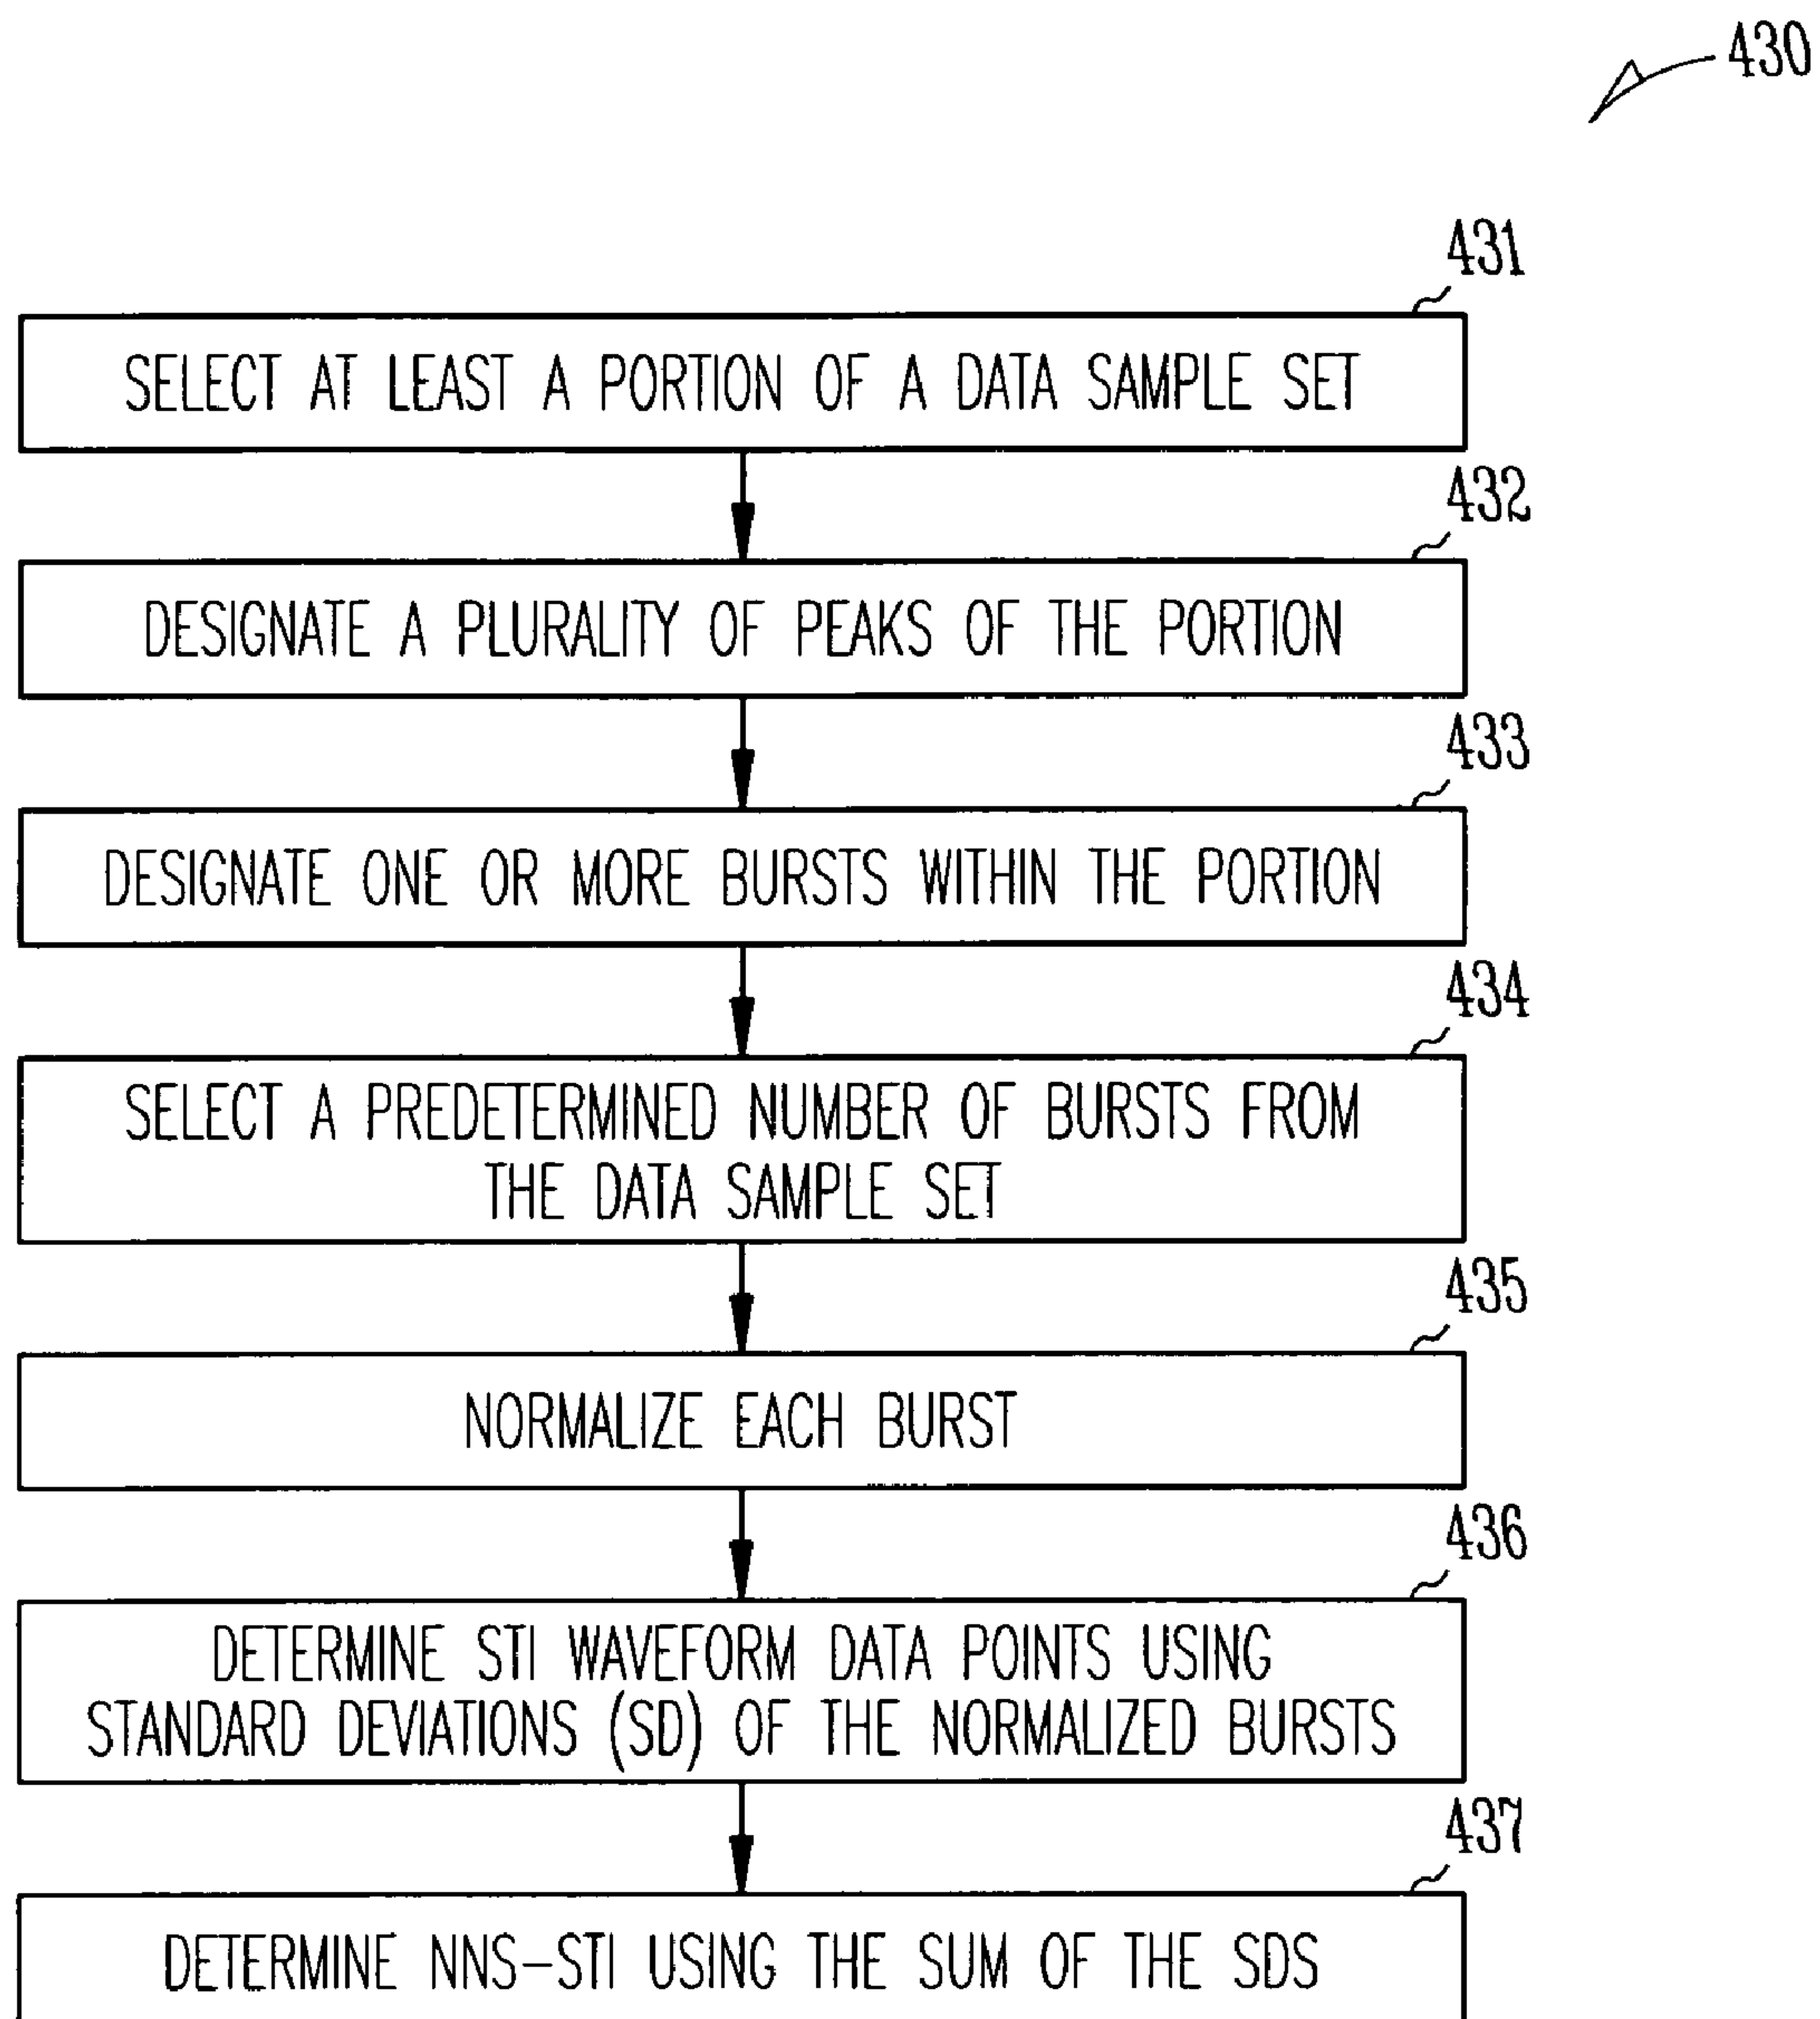 430
431
SELECT AT LEAST A PORTION OF A DATA SAMPLE SET
432
DESIGNATE A PLURALITY OF PEAKS OF THE PORTION
433
DESIGNATE ONE OR MORE BURSTS WITHIN THE PORTION
434
SELECT A PREDETERMINED NUMBER OF BURSTS FROM
THE DATA SAMPLE SET
435
NORMALIZE EACH BURST
436
DETERMINE STI WAVEFORM DATA POINTS USING
STANDARD DEVIATIONS (SD) OF THE NORMALIZED BURSTS
437
DETERMINE NNS-STI USING THE SUM OF THE SDS